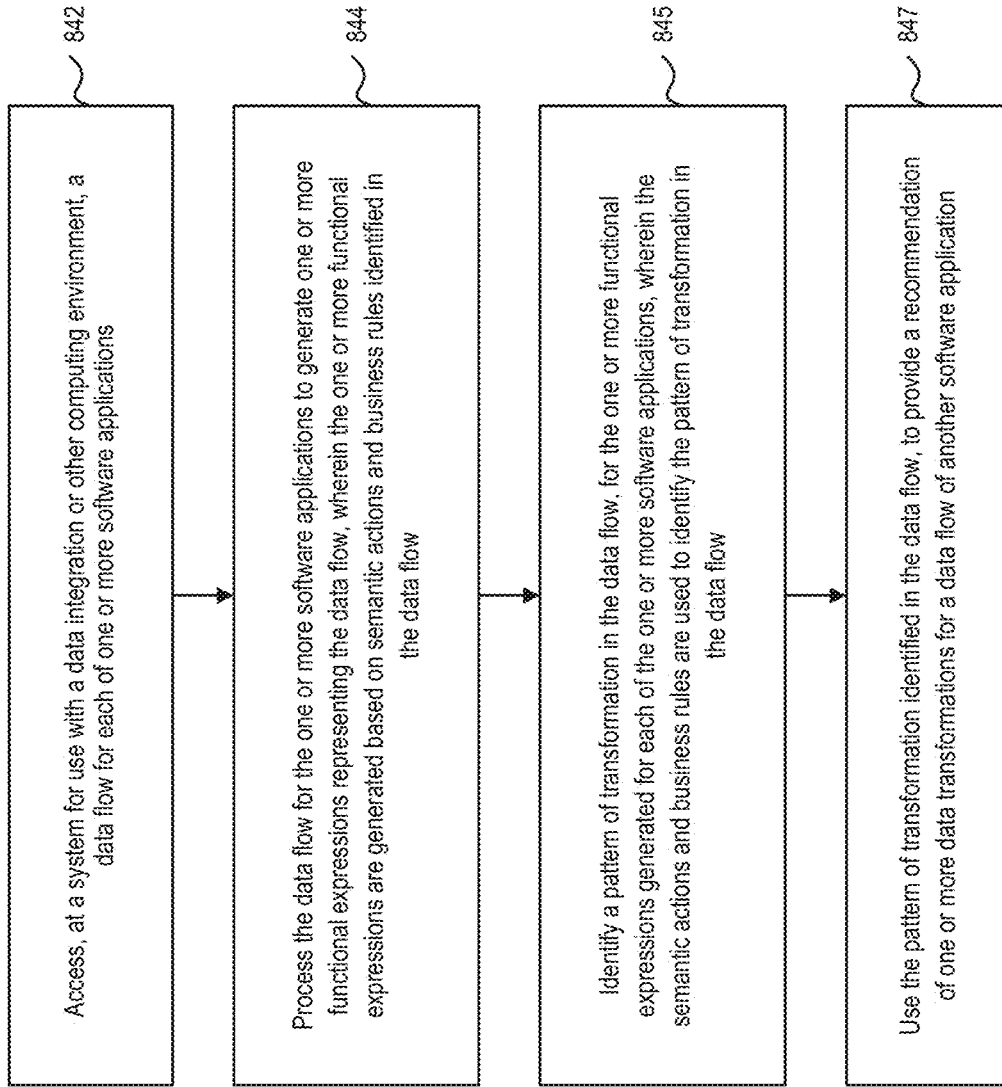 Access, at a system for use with a data integration or other computing environment, a
data flow for each of one or more software applications
842
Process the data flow for the one or more software applications to generate one or more
functional expressions representing the data flow, wherein the one or more functional
expressions are generated based on semantic actions and business rules identified in
the data flow
844
Identify a pattern of transformation in the data flow, for the one or more functional
expressions generated for each of the one or more software applications, wherein the
semantic actions and business rules are used to identify the pattern of transformation in
the data flow
845
Use the pattern of transformation identified in the data flow, to provide a recommendation
of one or more data transformations for a data flow of another software application
847